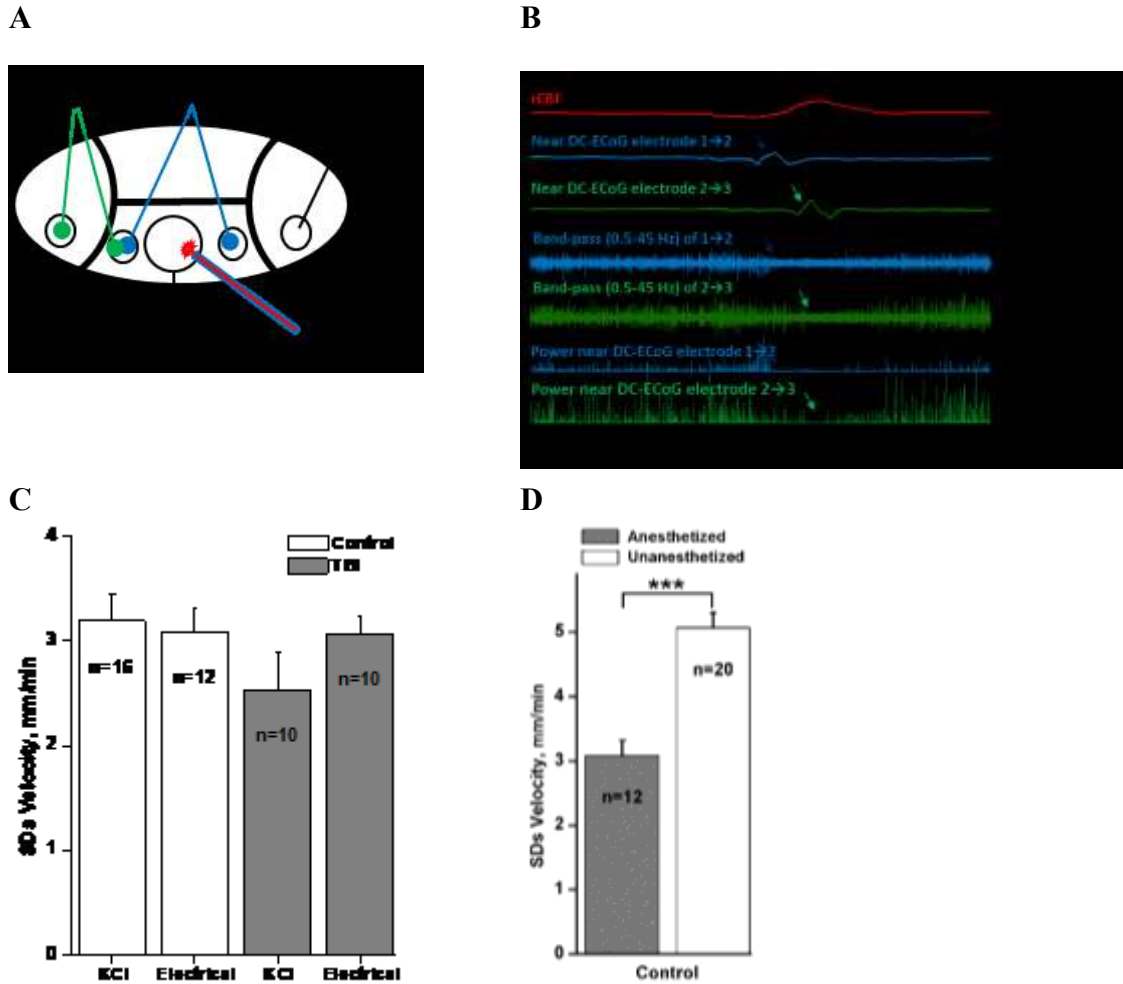 A
B
rCBF
Near DC-ECoG electrode 1→2
Near DC-ECoG electrode 2→3
Band-pass (0.5-45 Hz) of 1→2
Band-pass (0.5-45 Hz) of 2→3
Power near DC-ECoG electrode 1→2
Power near DC-ECoG electrode 2→3
C
4
3
2
1
0
SDs Velocity, mm/min
Control
TBI
n=16
n=12
n=10
n=10
KCl
Electrical
KCl
Electrical
D
Anesthetized
Unanesthetized
***
5
4
3
2
1
0
SDs Velocity, mm/min
n=12
n=20
Control